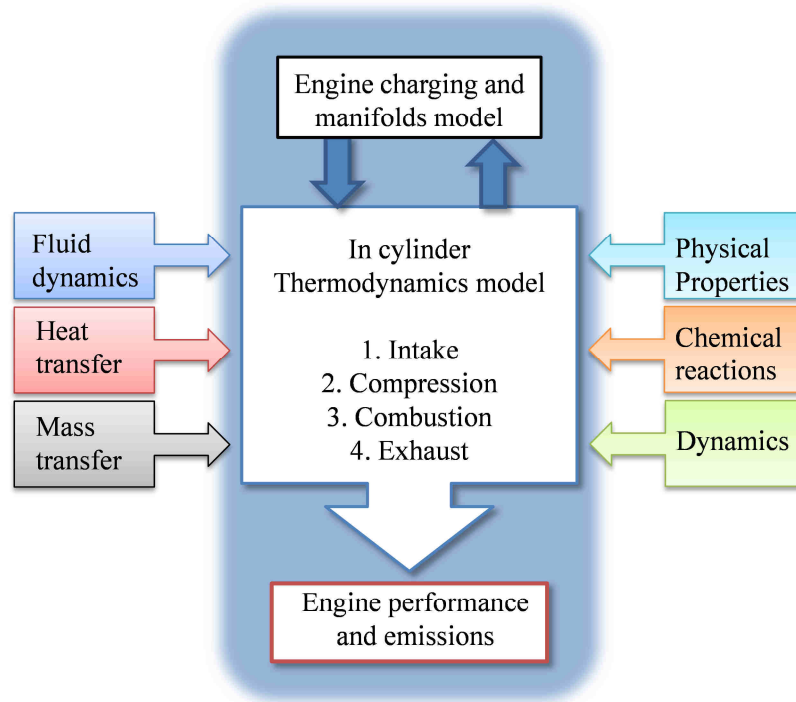 Engine charging and
manifolds model
Fluid
dynamics
Heat
transfer
Mass
transfer
In cylinder
Thermodynamics model
1. Intake
2. Compression
3. Combustion
4. Exhaust
Physical
Properties
Chemical
reactions
Dynamics
Engine performance
and emissions